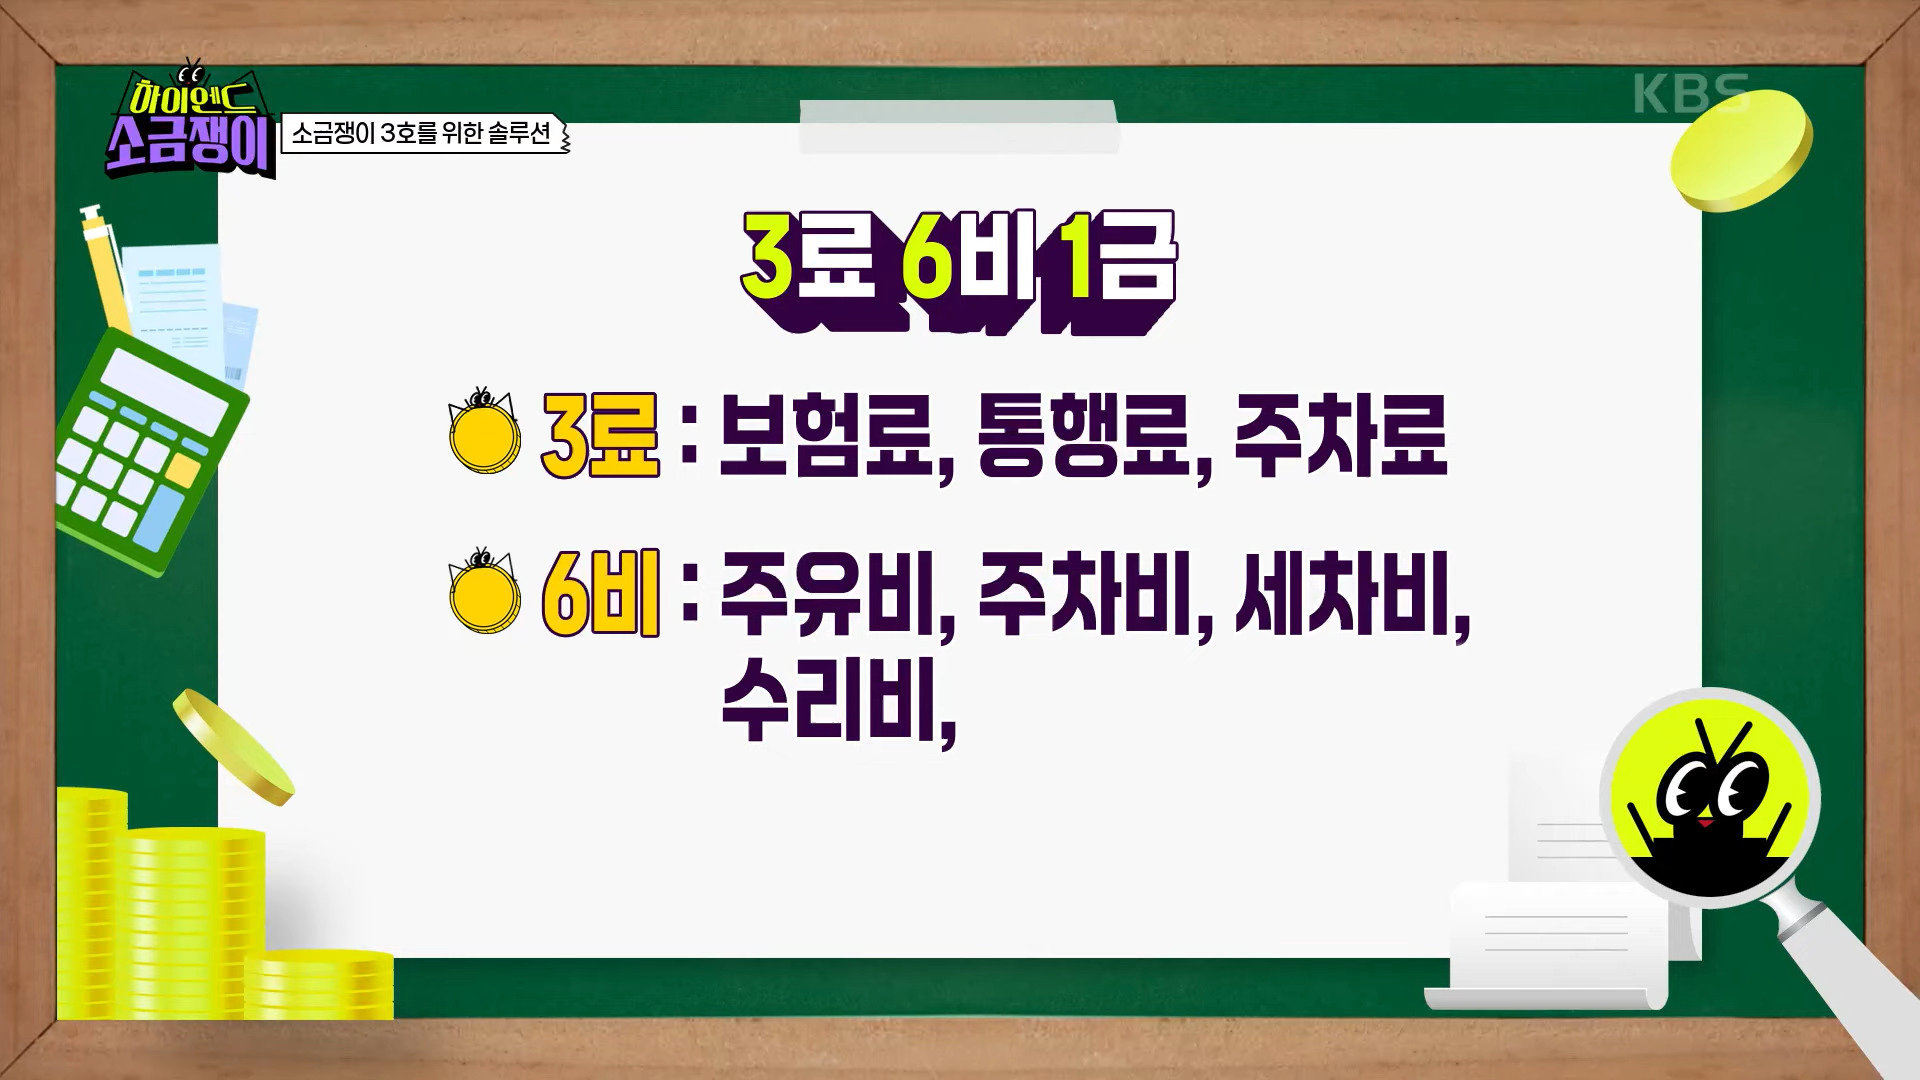 하이엔드
소금쟁이
소금쟁이 3호를 위한 솔루션
KBS
3료 6비 1금
3료 : 보험료, 통행료, 주차료
6비 : 주유비, 주차비, 세차비,
수리비,